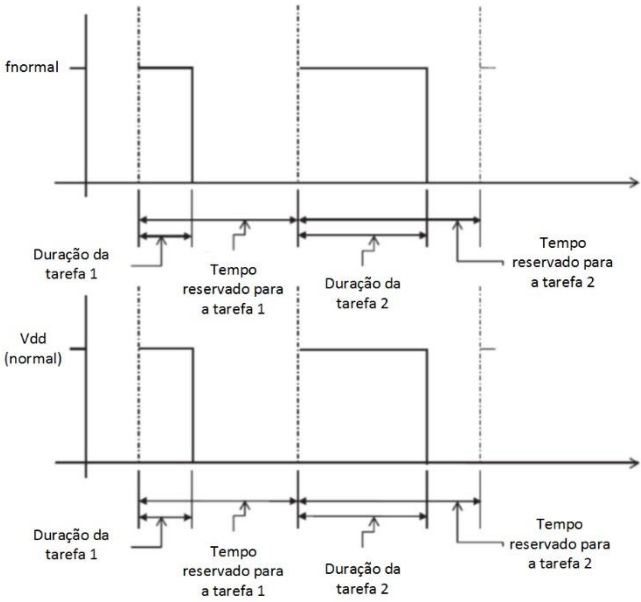 fnormal
Duração da
tarefa 1
Tempo
reservado para
a tarefa 1
Duração da
tarefa 2
Tempo
reservado para
a tarefa 2
Vdd
(normal)
Duração da
tarefa 1
Tempo
reservado para
a tarefa 1
Duração da
tarefa 2
Tempo
reservado para
a tarefa 2